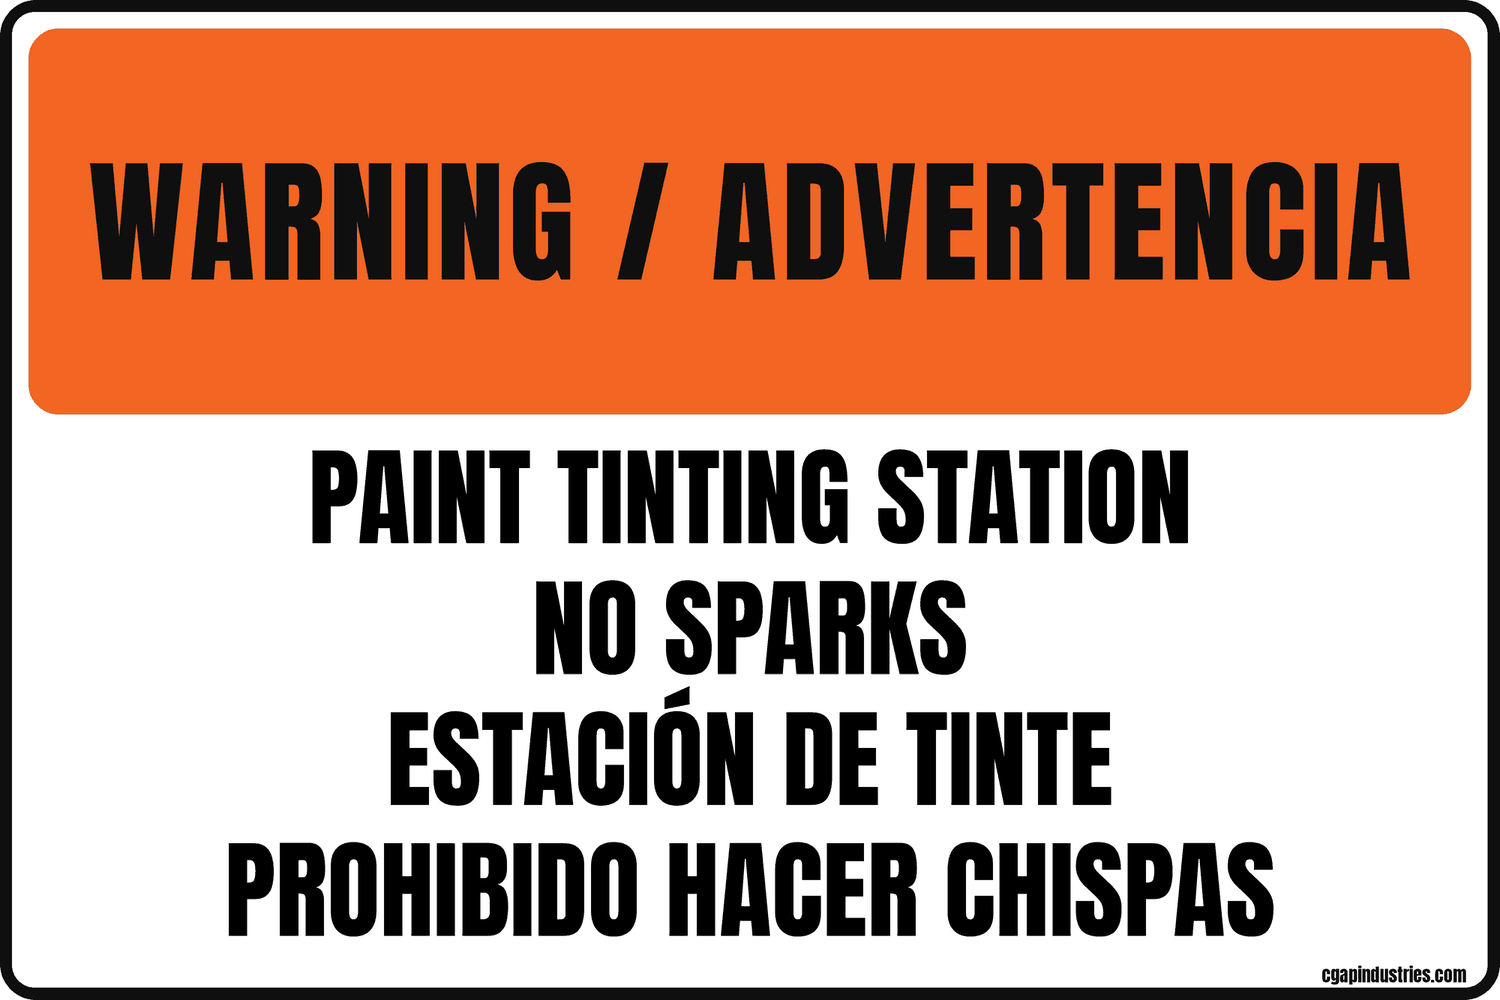 WARNING / ADVERTENCIA
PAINT TINTING STATION
NO SPARKS
ESTACIÓN DE TINTE
PROHIBIDO HACER CHISPAS
cgapindustries.com